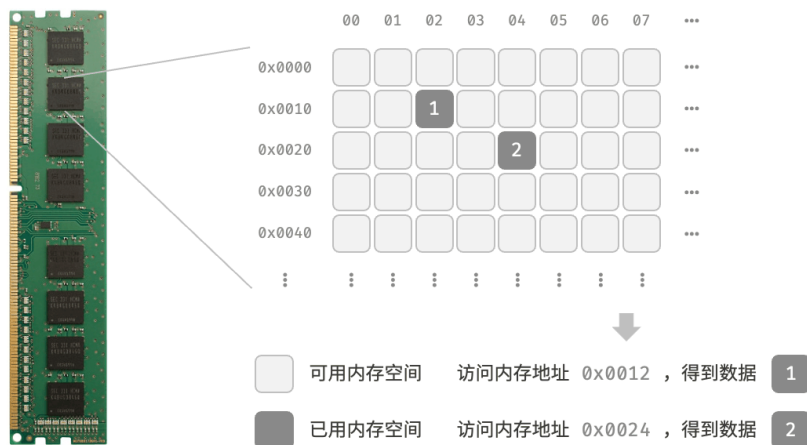 00 01 02 03 04 05 06 07 •••
0x0000 •••
0x0010 1 •••
0x0020 2 •••
0x0030 •••
0x0040 •••
可用内存空间 访问内存地址 0x0012 ，得到数据 1
已用内存空间 访问内存地址 0x0024 ，得到数据 2